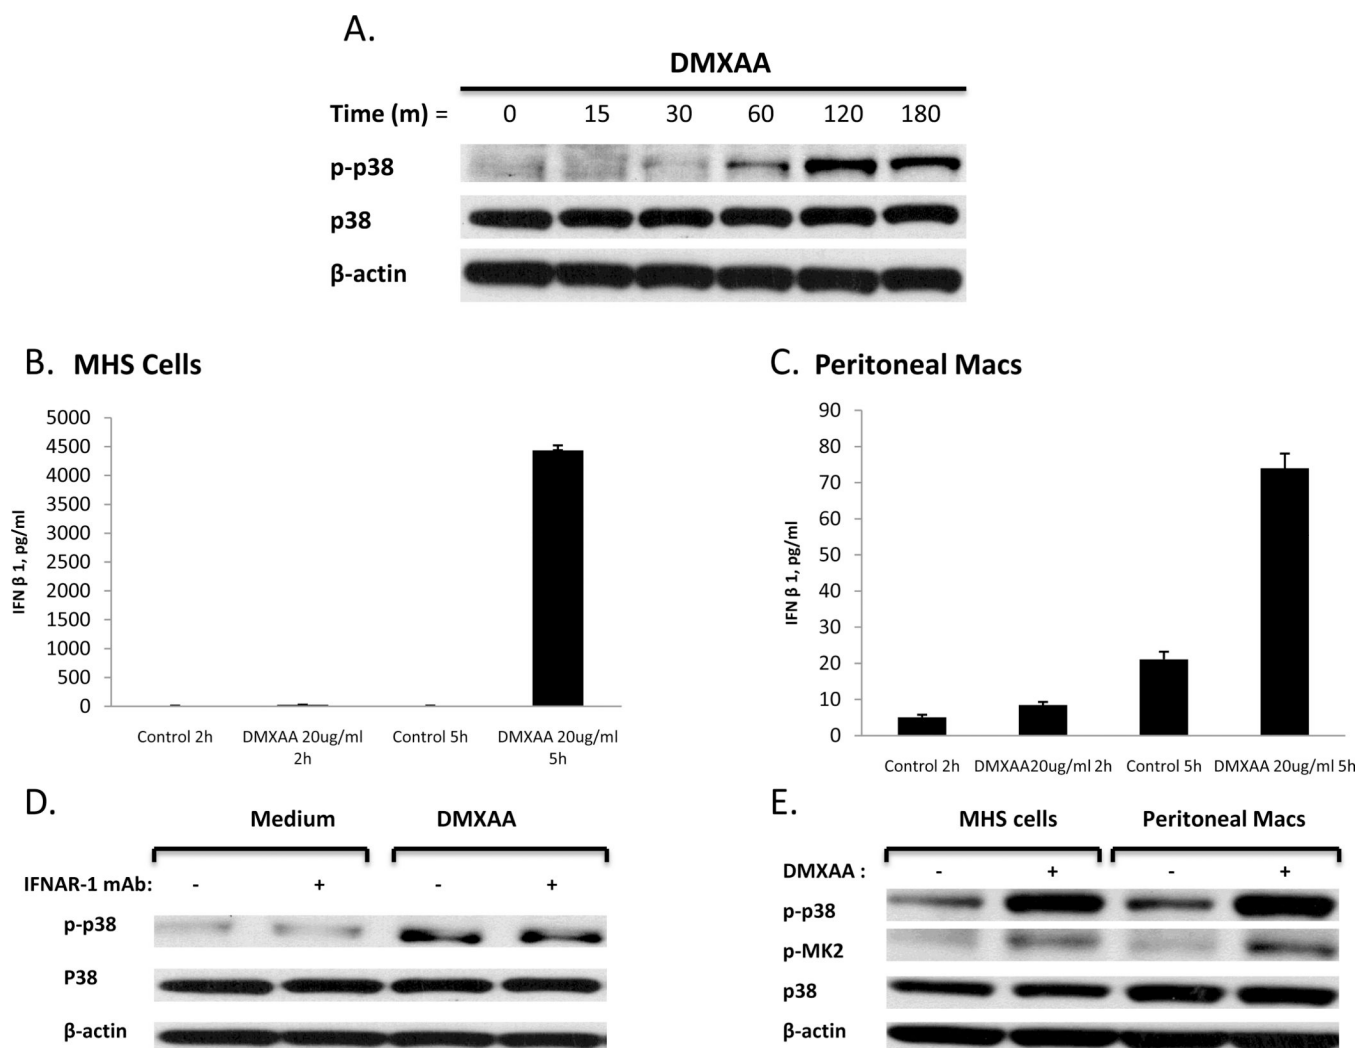 A.
DMXAA
Time (m) = 0 15 30 60 120 180
p-p38
p38
β-actin
B. MHS Cells
5000
4500
4000
3500
3000
2500
2000
1500
1000
500
0
IFN β 1, pg/ml
Control 2h DMXAA 20ug/ml 2h Control 5h DMXAA 20ug/ml 5h
C. Peritoneal Macs
90
80
70
60
50
40
30
20
10
0
IFN β 1, pg/ml
Control 2h DMXAA20ug/ml 2h Control 5h DMXAA 20ug/ml 5h
D.
Medium DMXAA
IFNAR-1 mAb: - + - +
p-p38
P38
β-actin
E.
MHS cells Peritoneal Macs
DMXAA : - + - +
p-p38
p-MK2
p38
β-actin